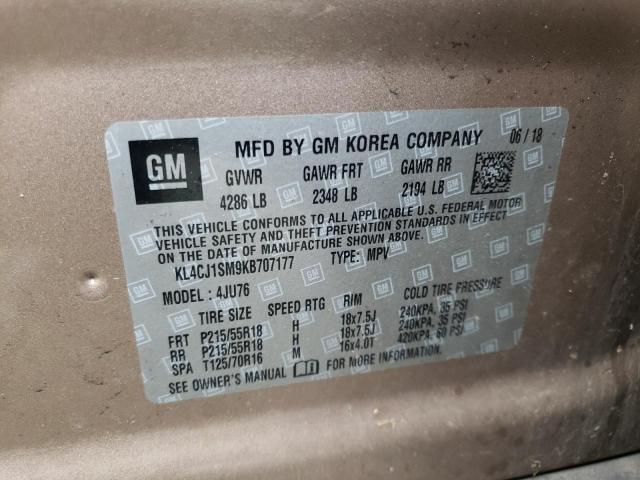 GM
MFD BY GM KOREA COMPANY 06/18
GVWR GAWR FRT GAWR RR
4286 LB 2348 LB 2194 LB
THIS VEHICLE CONFORMS TO ALL APPLICABLE U.S. FEDERAL MOTOR
VEHICLE SAFETY AND THEFT PREVENTION STANDARDS IN EFFECT
ON THE DATE OF MANUFACTURE SHOWN ABOVE.
KL4CJ1SM9KB707177 TYPE: MPV
MODEL: 4JU76
TIRE SIZE SPEED RTG RIM COLD TIRE PRESSURE
FRT P215/55R18 H 18x7.5J 240KPA, 35 PSI
RR P215/55R18 H 18x7.5J 240KPA, 35 PSI
SPA T125/70R16 M 16x4.0T 420KPA, 60 PSI
SEE OWNER'S MANUAL FOR MORE INFORMATION.